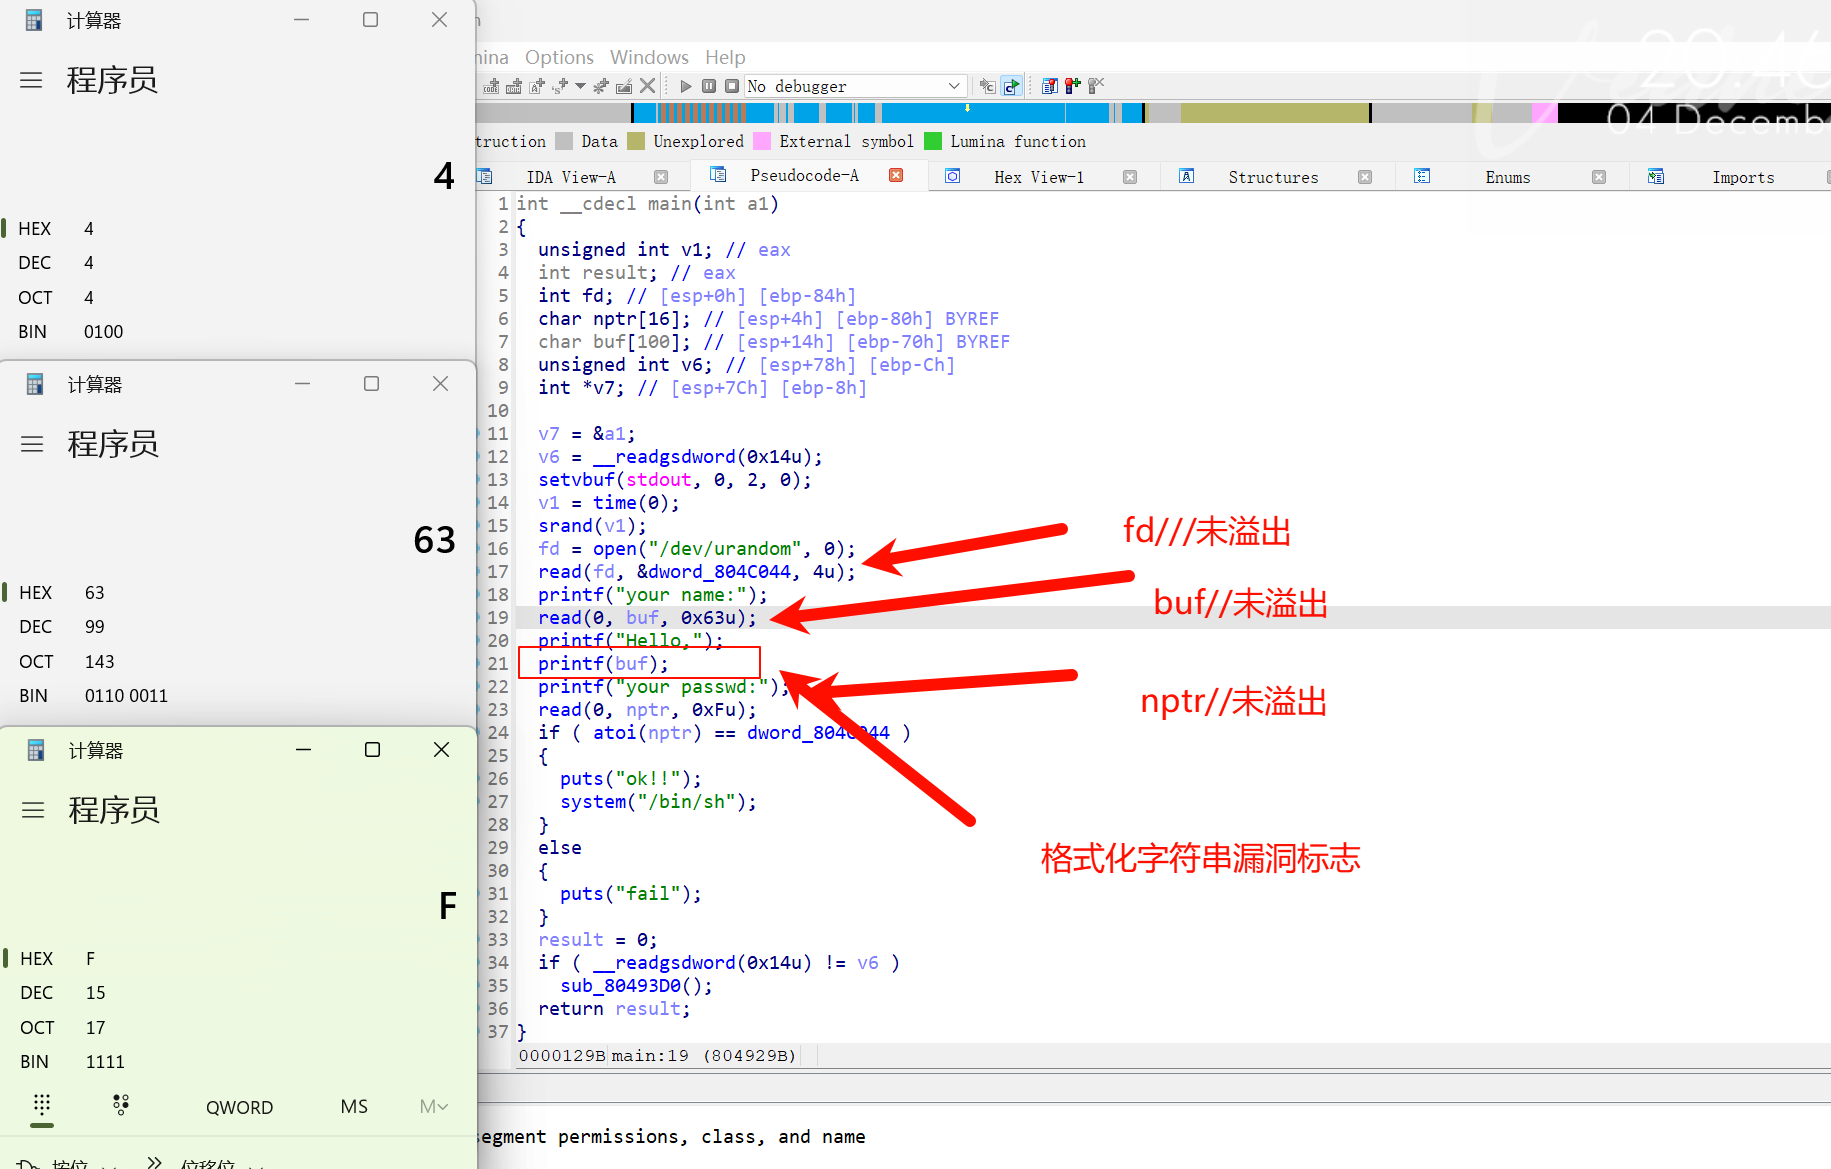 计算器
程序员
4
HEX 4
DEC 4
OCT 4
BIN 0100
计算器
程序员
63
HEX 63
DEC 99
OCT 143
BIN 0110 0011
计算器
程序员
F
HEX F
DEC 15
OCT 17
BIN 1111
QWORD MS M
按位 位移位
Options Windows Help
No debugger
20:46
04 Decemb
Data Unexplored External symbol Lumina function
IDA View-A Pseudocode-A Hex View-1 Structures Enums Imports
1 int __cdecl main(int a1)
2 {
3 unsigned int v1; // eax
4 int result; // eax
5 int fd; // [esp+0h] [ebp-84h]
6 char nptr[16]; // [esp+4h] [ebp-80h] BYREF
7 char buf[100]; // [esp+14h] [ebp-70h] BYREF
8 unsigned int v6; // [esp+78h] [ebp-Ch]
9 int *v7; // [esp+7Ch] [ebp-8h]
10
11 v7 = &a1;
12 v6 = __readgsdword(0x14u);
13 setvbuf(stdout, 0, 2, 0);
14 v1 = time(0);
15 srand(v1);
16 fd = open("/dev/urandom", 0);
17 read(fd, &dword_804C044, 4u);
18 printf("your name:");
19 read(0, buf, 0x63u);
20 printf("Hello,");
21 printf(buf);
22 printf("your passwd:");
23 read(0, nptr, 0xFu);
24 if ( atoi(nptr) == dword_804C044 )
25 {
26 puts("ok!!");
27 system("/bin/sh");
28 }
29 else
30 {
31 puts("fail");
32 }
33 result = 0;
34 if ( __readgsdword(0x14u) != v6 )
35 sub_80493D0();
36 return result;
37 }
fd///未溢出
buf//未溢出
nptr//未溢出
格式化字符串漏洞标志
0000129B main:19 (804929B)
segment permissions, class, and name